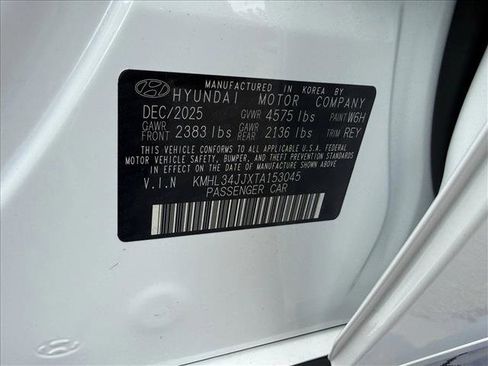 MANUFACTURED IN KOREA BY
HYUNDAI MOTOR COMPANY
DEC/2025 GVWR 4575 lbs PAINT W6H
GAWR FRONT 2383 lbs GAWR REAR 2136 lbs TRIM REY
THIS VEHICLE CONFORMS TO ALL APPLICABLE U.S. FEDERAL
MOTOR VEHICLE SAFETY, BUMPER, AND THEFT PREVENTION STANDARDS
IN EFFECT ON THE DATE OF MANUFACTURE SHOWN ABOVE.
V.I.N KMHL34JJXTA153045
PASSENGER CAR